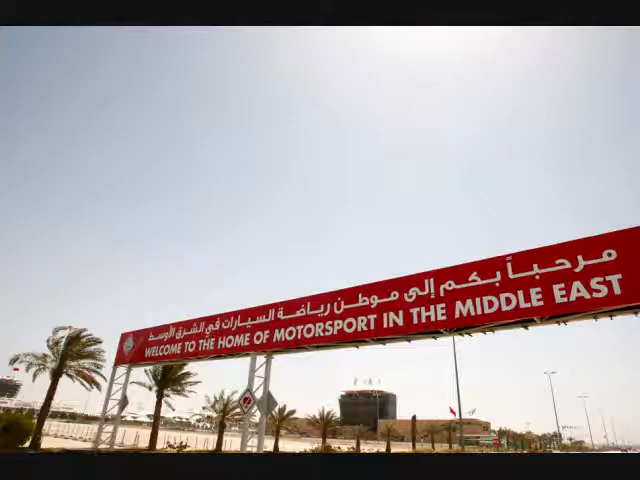 مرحباً بكم إلى موطن رياضة السيارات في الشرق الأوسط
WELCOME TO THE HOME OF MOTORSPORT IN THE MIDDLE EAST